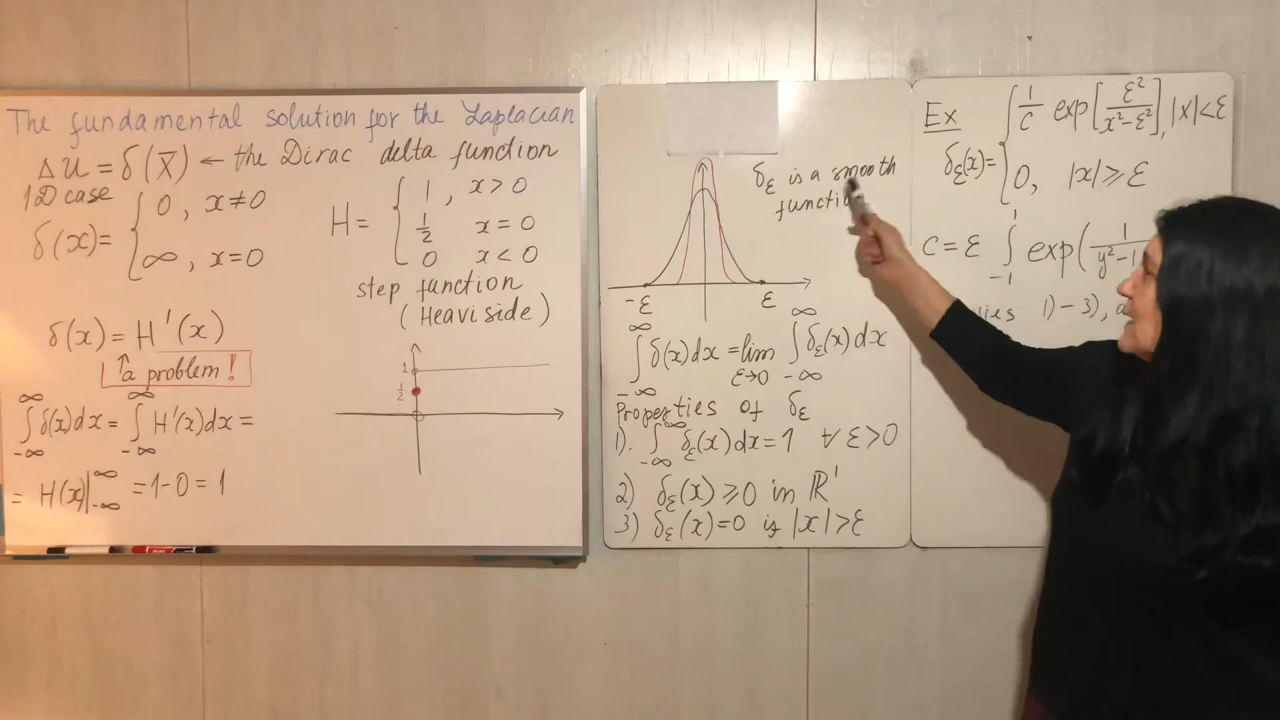 The fundamental solution for the Laplacian
Δu = δ(x̅) ← the Dirac delta function
1D case
δ(x) = { 0, x ≠ 0
∞, x = 0
H = { 1, x > 0
1/2 x = 0
0 x < 0
step function
(Heaviside)
δ(x) = H'(x)
↑ a problem!
∫_{-∞}^{∞} δ(x)dx = ∫_{-∞}^{∞} H'(x)dx =
= H(x)|_{-∞}^{∞} = 1-0 = 1
1
1/2
δ_ε is a smooth
-ε ε
∫_{-∞}^{∞} δ(x)dx = lim_{ε→0} ∫_{-∞}^{∞} δ_ε(x)dx
Properties of δ_ε
1). ∫_{-∞}^{∞} δ_ε(x)dx = 1 ∀ ε>0
2) δ_ε(x) ≥ 0 in ℝ¹
3) δ_ε(x) = 0 if |x| > ε
Ex
δ_ε(x) = { 1/c exp[ε²/(x²-ε²)], |x|<ε
0, |x| ≥ ε
C = ε ∫_{-1}^{1} exp(1/(y²-1
1)-3),